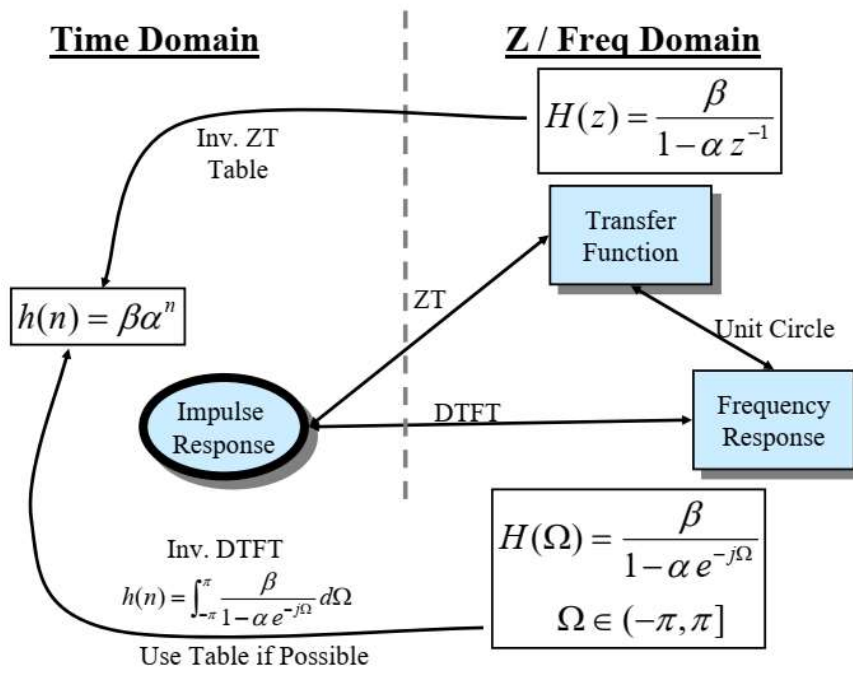 Time Domain
Z / Freq Domain
H(z) = β / (1 − α z⁻¹)
Inv. ZT
Table
Transfer
Function
ZT
h(n) = βαⁿ
Unit Circle
Impulse
Response
DTFT
Frequency
Response
Inv. DTFT
h(n) = ∫_{−π}^{π} β / (1 − α e^{−jΩ}) dΩ
H(Ω) = β / (1 − α e^{−jΩ})
Ω ∈ (−π, π]
Use Table if Possible